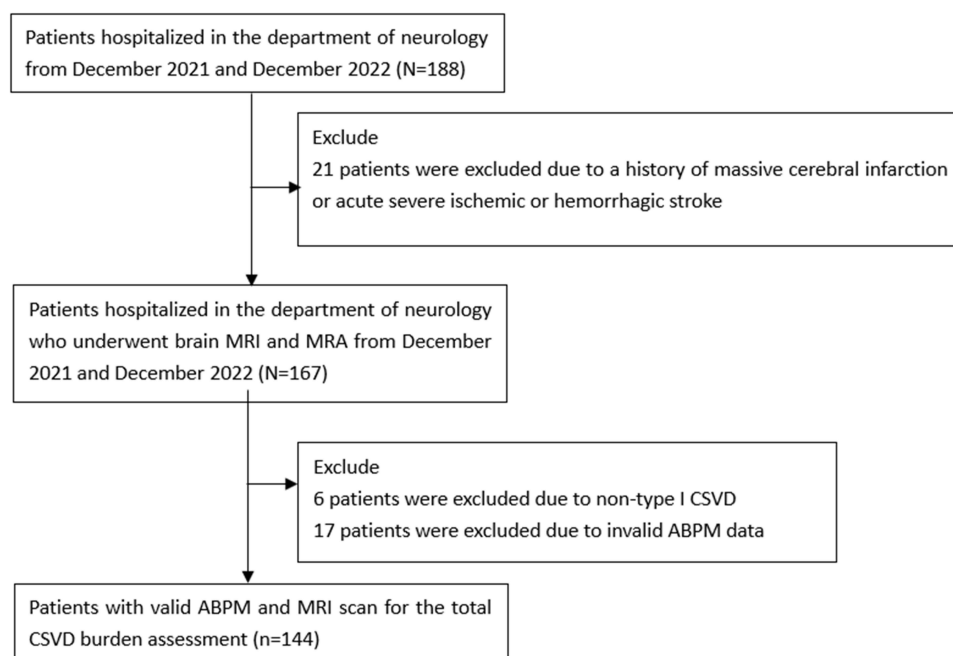 Patients hospitalized in the department of neurology
from December 2021 and December 2022 (N=188)
Exclude
21 patients were excluded due to a history of massive cerebral infarction
or acute severe ischemic or hemorrhagic stroke
Patients hospitalized in the department of neurology
who underwent brain MRI and MRA from December
2021 and December 2022 (N=167)
Exclude
6 patients were excluded due to non-type I CSVD
17 patients were excluded due to invalid ABPM data
Patients with valid ABPM and MRI scan for the total
CSVD burden assessment (n=144)